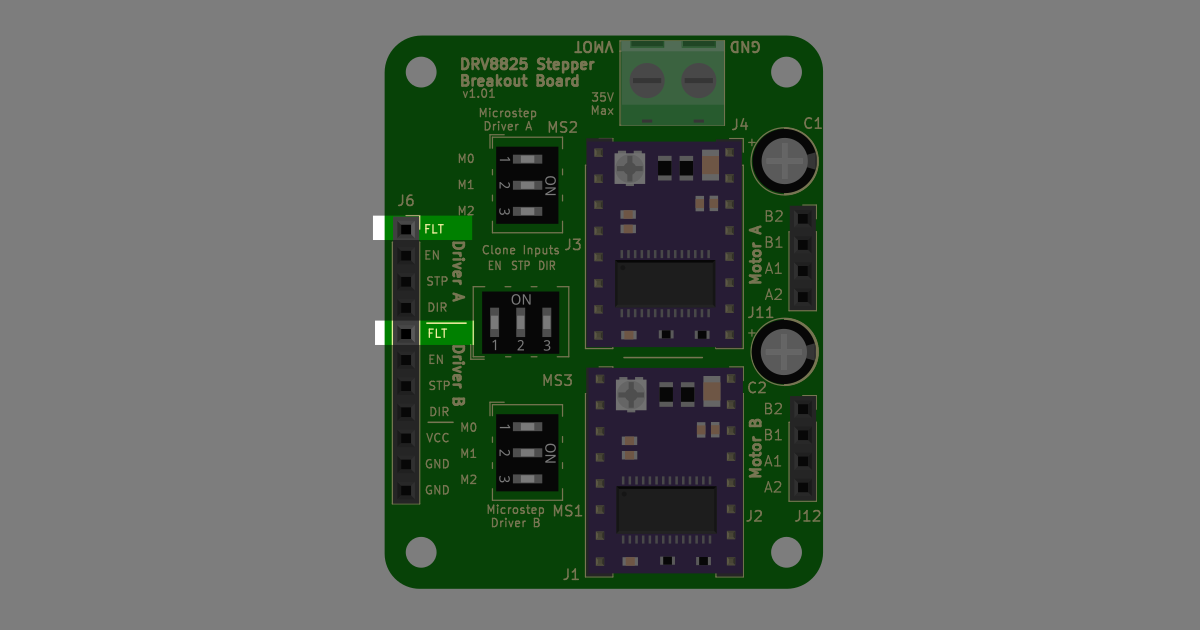 VMOT
GND
DRV8825 Stepper
Breakout Board
v1.01
35V
Max
Microstep
Driver A
MS2
J4
C1
+
M0
M1
M2
1
2
3
ON
J6
FLT
EN
STP
DIR
Driver A
FLT
EN
STP
DIR
Driver B
VCC
GND
GND
Clone Inputs
EN STP DIR
ON
1 2 3
J3
MS3
B2
B1
A1
A2
Motor A
J11
+
C2
M0
M1
M2
1
2
3
ON
Microstep
Driver B
MS1
J1
J2
B2
B1
A1
A2
Motor B
J12